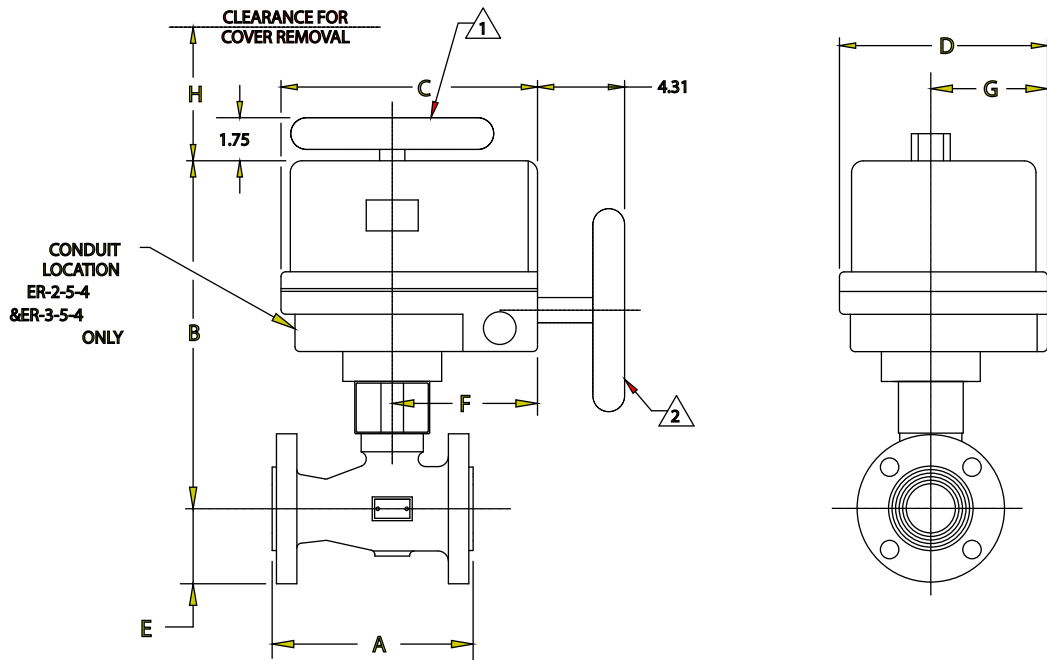 CLEARANCE FOR
COVER REMOVAL
1
D
H
C
4.31
G
1.75
CONDUIT
LOCATION
ER-2-5-4
&ER-3-5-4
ONLY
B
F
2
E
A